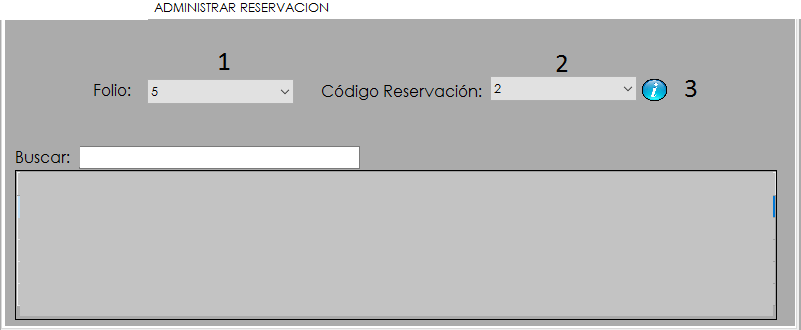 ADMINISTRAR RESERVACION
1 2
Folio: 5 Código Reservación: 2 i 3
Buscar: